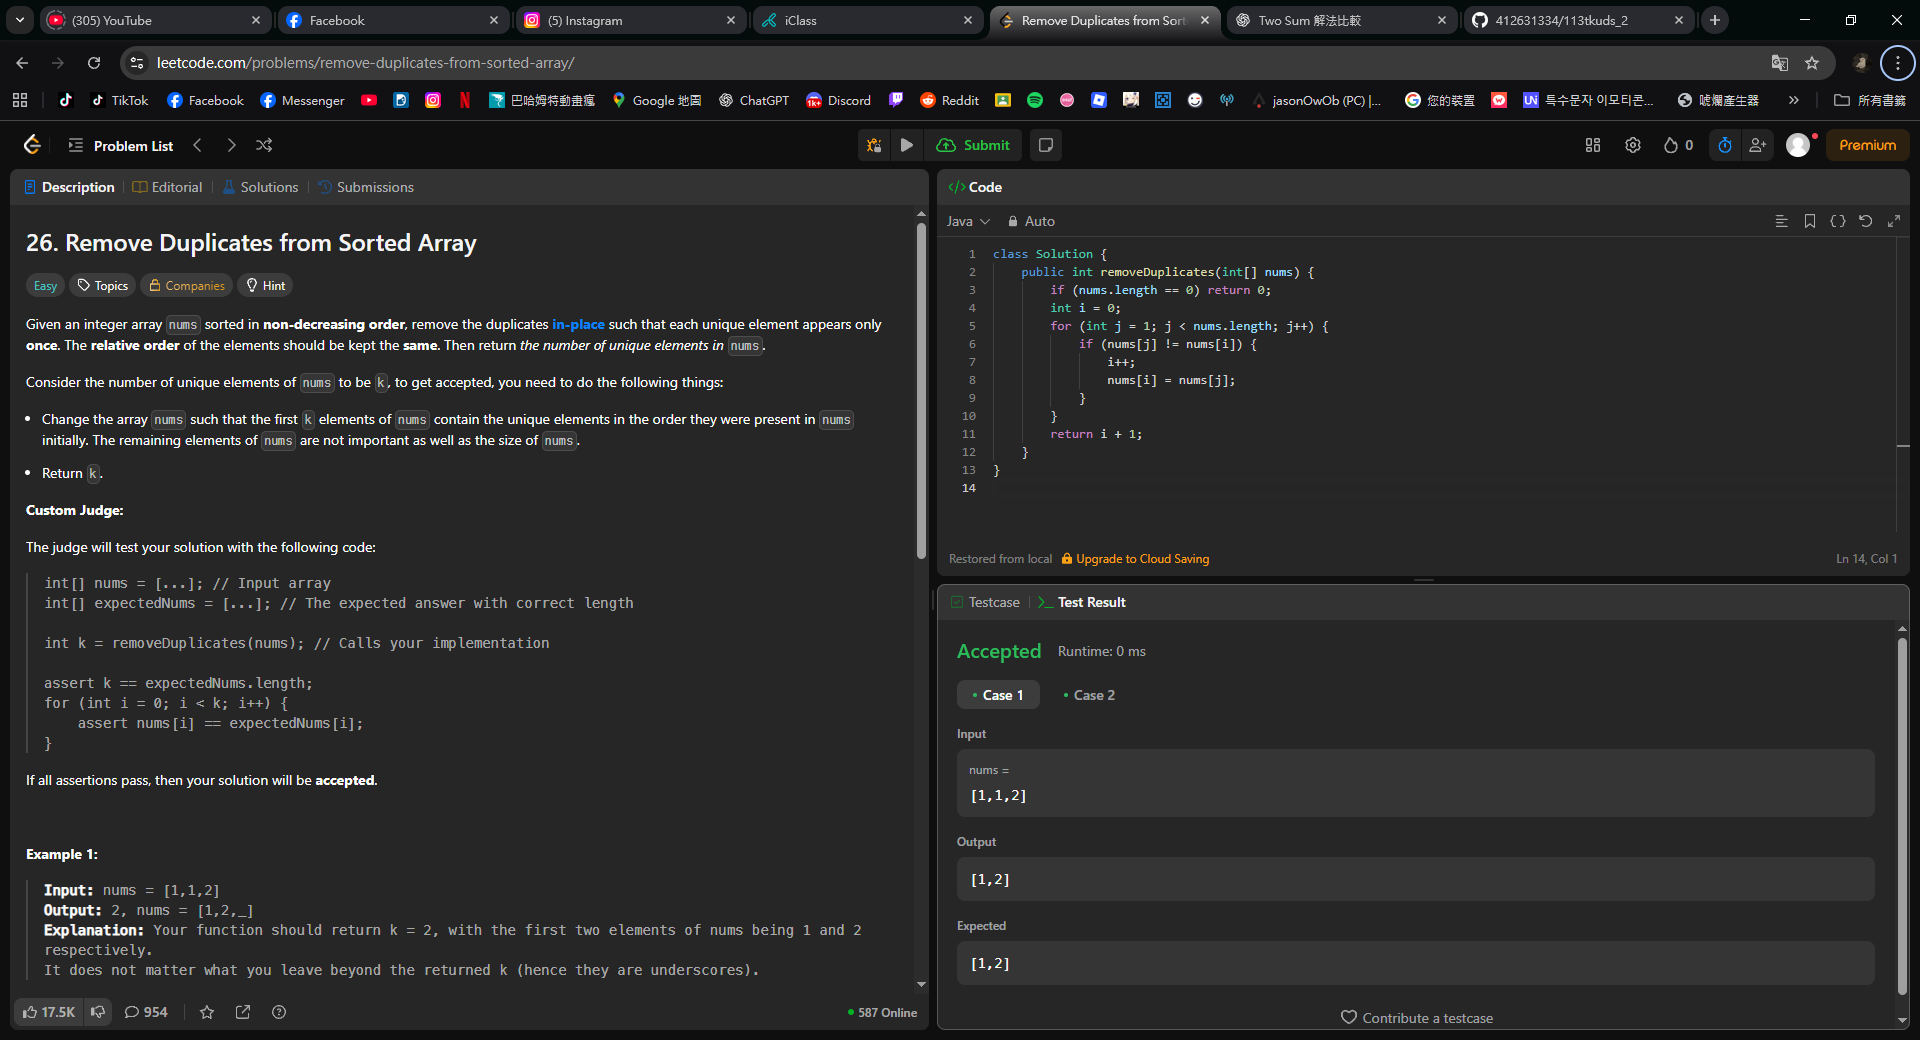 (305) YouTube
Facebook
(5) Instagram
iClass
Remove Duplicates from Sort
Two Sum 解法比較
412631334/113tkuds_2
leetcode.com/problems/remove-duplicates-from-sorted-array/
TikTok
Facebook
Messenger
巴哈姆特動畫瘋
Google 地圖
ChatGPT
Discord
Reddit
jasonOwOb (PC) |...
您的裝置
특수문자 이모티콘...
唬爛產生器
所有書籤
Problem List
Submit
0
Premium
Description
Editorial
Solutions
Submissions
26. Remove Duplicates from Sorted Array
Easy
Topics
Companies
Hint
Given an integer array nums sorted in non-decreasing order, remove the duplicates in-place such that each unique element appears only
once. The relative order of the elements should be kept the same. Then return the number of unique elements in nums.
Consider the number of unique elements of nums to be k, to get accepted, you need to do the following things:
• Change the array nums such that the first k elements of nums contain the unique elements in the order they were present in nums
initially. The remaining elements of nums are not important as well as the size of nums.
• Return k.
Custom Judge:
The judge will test your solution with the following code:
int[] nums = [...]; // Input array
int[] expectedNums = [...]; // The expected answer with correct length
int k = removeDuplicates(nums); // Calls your implementation
assert k == expectedNums.length;
for (int i = 0; i < k; i++) {
    assert nums[i] == expectedNums[i];
}
If all assertions pass, then your solution will be accepted.
Example 1:
Input: nums = [1,1,2]
Output: 2, nums = [1,2,_]
Explanation: Your function should return k = 2, with the first two elements of nums being 1 and 2
respectively.
It does not matter what you leave beyond the returned k (hence they are underscores).
17.5K
954
587 Online
</> Code
Java
Auto
1 class Solution {
2     public int removeDuplicates(int[] nums) {
3         if (nums.length == 0) return 0;
4         int i = 0;
5         for (int j = 1; j < nums.length; j++) {
6             if (nums[j] != nums[i]) {
7                 i++;
8                 nums[i] = nums[j];
9             }
10         }
11         return i + 1;
12     }
13 }
14
Restored from local
Upgrade to Cloud Saving
Ln 14, Col 1
Testcase
>_ Test Result
Accepted
Runtime: 0 ms
• Case 1
• Case 2
Input
nums =
[1,1,2]
Output
[1,2]
Expected
[1,2]
Contribute a testcase